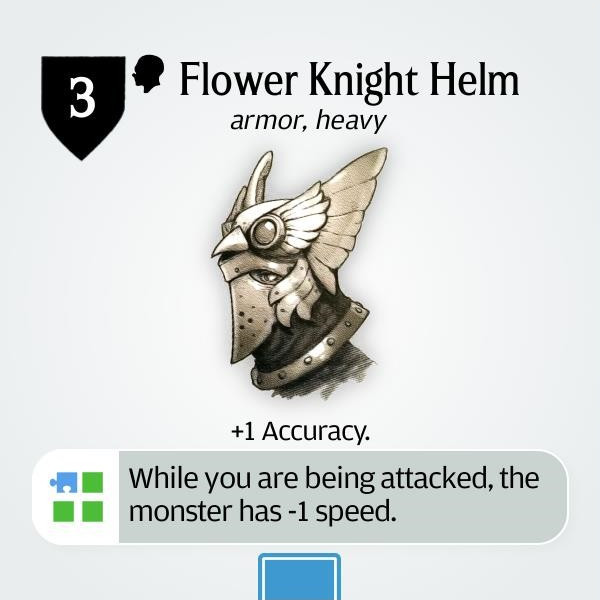 3
Flower Knight Helm
armor, heavy
+1 Accuracy.
While you are being attacked, the
monster has -1 speed.